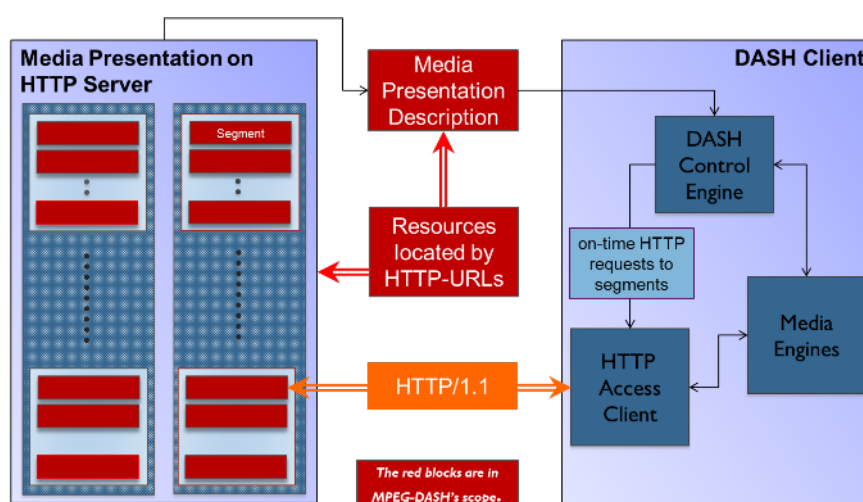 Media Presentation on
HTTP Server
Segment
Media
Presentation
Description
Resources
located by
HTTP-URLs
HTTP/1.1
The red blocks are in
MPEG-DASH's scope.
DASH Client
DASH
Control
Engine
on-time HTTP
requests to
segments
HTTP
Access
Client
Media
Engines